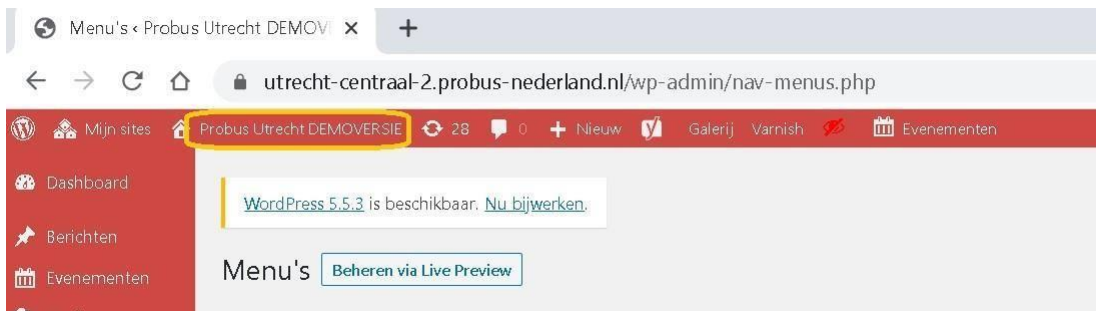 Menu's ‹ Probus Utrecht DEMOV
utrecht-centraal-2.probus-nederland.nl/wp-admin/nav-menus.php
Mijn sites Probus Utrecht DEMOVERSIE 28 0 + Nieuw Galerij Varnish Evenementen
Dashboard
WordPress 5.5.3 is beschikbaar. Nu bijwerken.
Berichten
Menu's Beheren via Live Preview
Evenementen